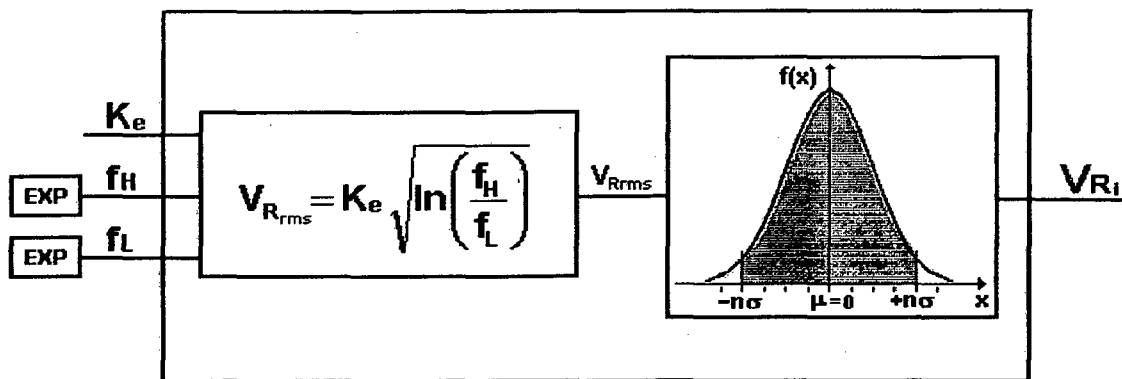 Ke
EXP
fH
EXP
fL
VRrms = Ke √ln(fH/fL)
VRrms
f(x)
-nσ
μ=0
+nσ
x
VRi